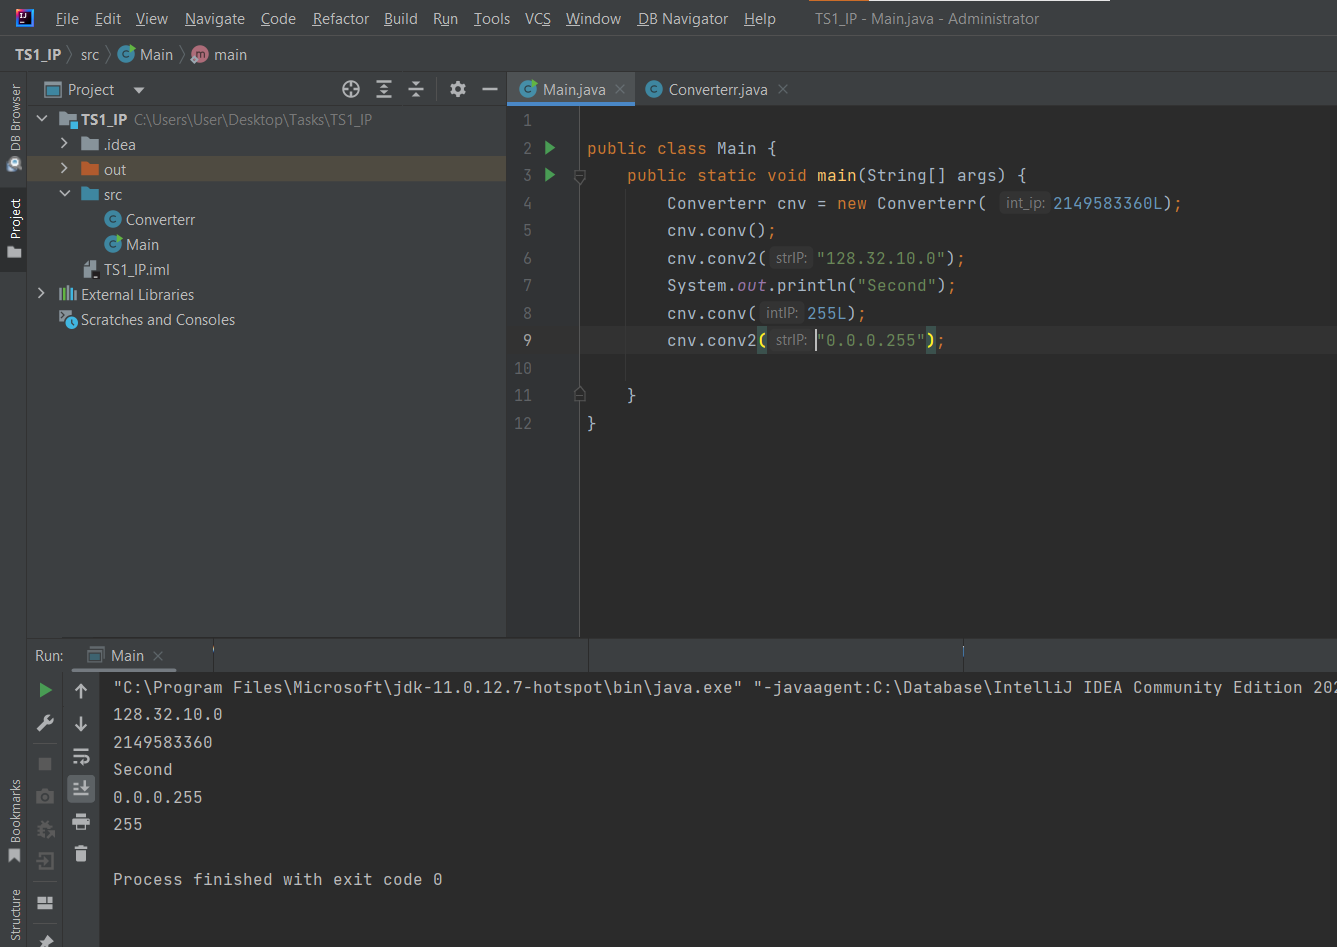 File Edit View Navigate Code Refactor Build Run Tools VCS Window DB Navigator Help TS1_IP - Main.java - Administrator
TS1_IP src Main main
DB Browser
Project
Project
TS1_IP C:\Users\User\Desktop\Tasks\TS1_IP
.idea
out
src
Converterr
Main
TS1_IP.iml
External Libraries
Scratches and Consoles
Main.java Converterr.java
1
2 public class Main {
3 public static void main(String[] args) {
4 Converterr cnv = new Converterr( int_ip: 2149583360L);
5 cnv.conv();
6 cnv.conv2( strIP: "128.32.10.0");
7 System.out.println("Second");
8 cnv.conv( intIP: 255L);
9 cnv.conv2( strIP: "0.0.0.255");
10
11 }
12 }
Run: Main
"C:\Program Files\Microsoft\jdk-11.0.12.7-hotspot\bin\java.exe" "-javaagent:C:\Database\IntelliJ IDEA Community Edition
128.32.10.0
2149583360
Second
0.0.0.255
255
Process finished with exit code 0
Bookmarks
Structure